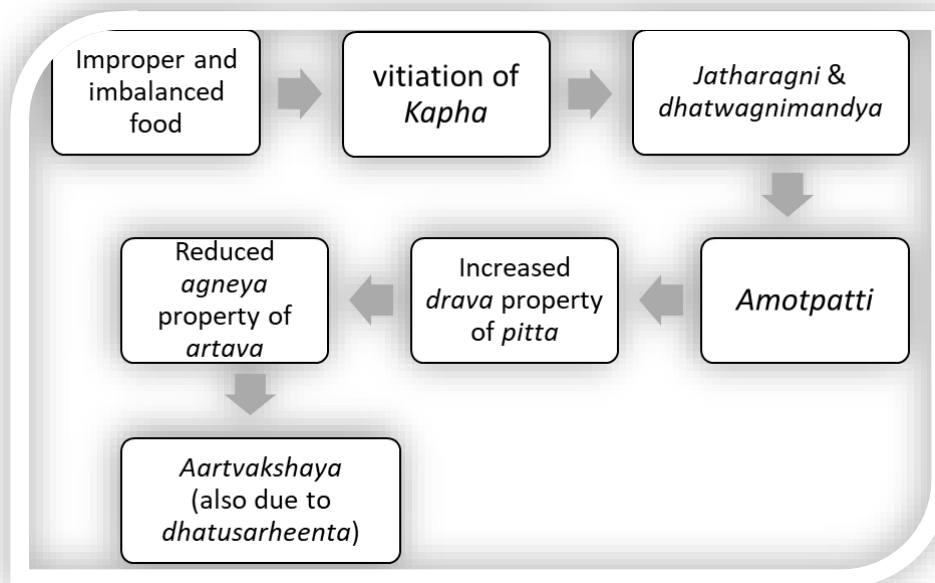 Improper and
imbalanced
food
vitiation of
Kapha
Jatharagni &
dhatwagnimandya
Amotpatti
Increased
drava property
of pitta
Reduced
agneya
property of
artava
Aartvakshaya
(also due to
dhatusarheenta)